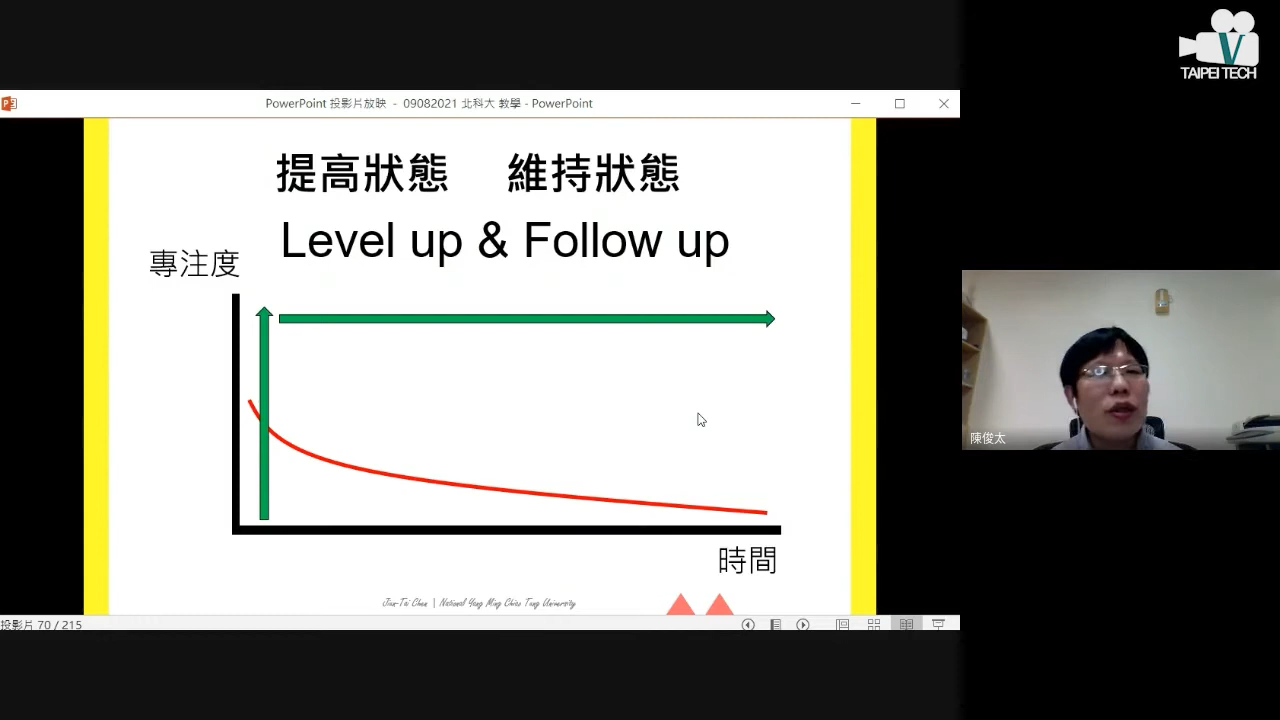 TAIPEI TECH
PowerPoint 投影片放映 - 09082021 北科大 教學 - PowerPoint
提高狀態 維持狀態
Level up & Follow up
專注度
時間
陳俊太
Jiun-Tai Chen | National Yang Ming Chiao Tung University
投影片 70 / 215